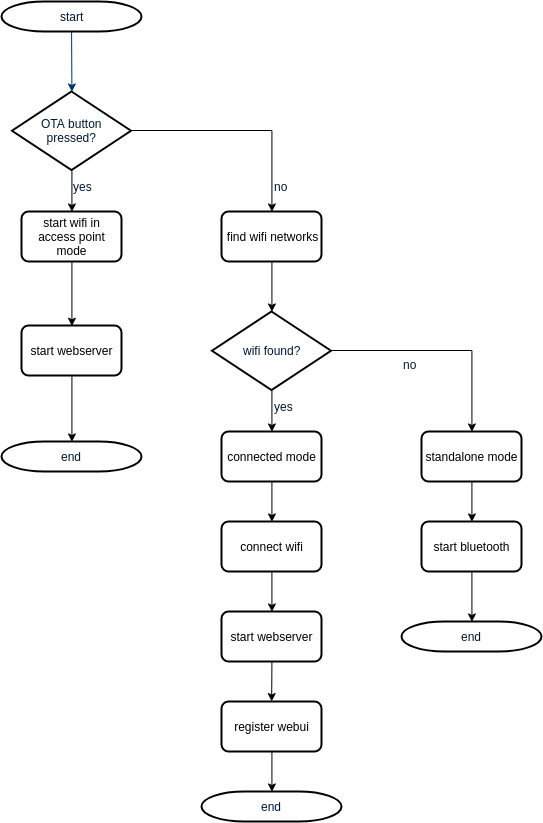 start
OTA button
pressed?
yes
no
start wifi in
access point
mode
find wifi networks
start webserver
wifi found?
no
yes
end
connected mode
standalone mode
connect wifi
start bluetooth
start webserver
end
register webui
end